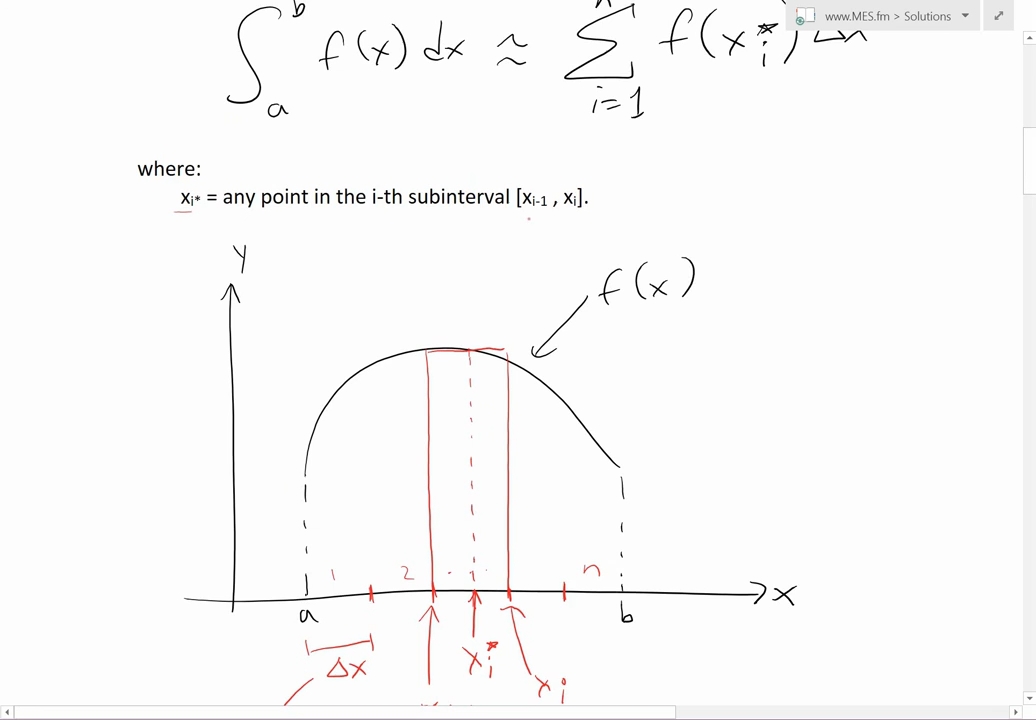 www.MES.fm > Solutions
∫ₐᵇ f(x) dx ≈ Σ i=1 f(xᵢ*) Δx
where:
xi* = any point in the i-th subinterval [xi-1 , xi].
y
f(x)
1 2 . . n
a b x
Δx xᵢ* xᵢ